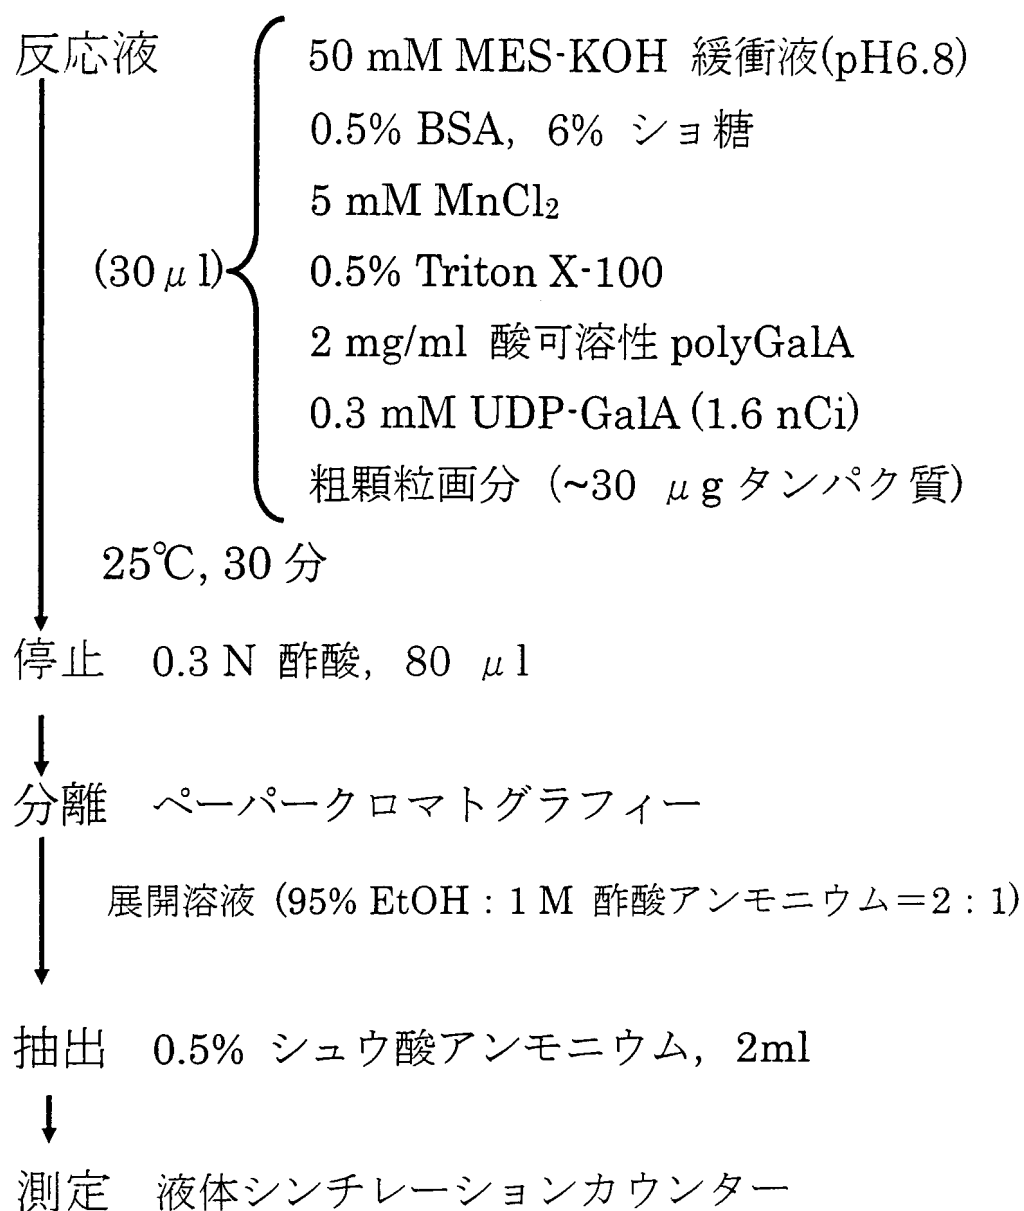 反応液
50 mM MES-KOH 緩衝液(pH6.8)
0.5% BSA, 6% ショ糖
5 mM MnCl₂
(30μl)
0.5% Triton X-100
2 mg/ml 酸可溶性 polyGalA
0.3 mM UDP-GalA (1.6 nCi)
粗顆粒画分 (~30 μg タンパク質)
25℃, 30 分
停止 0.3 N 酢酸, 80 μl
分離 ペーパークロマトグラフィー
展開溶液 (95% EtOH : 1 M 酢酸アンモニウム=2 : 1)
抽出 0.5% シュウ酸アンモニウム, 2ml
測定 液体シンチレーションカウンター